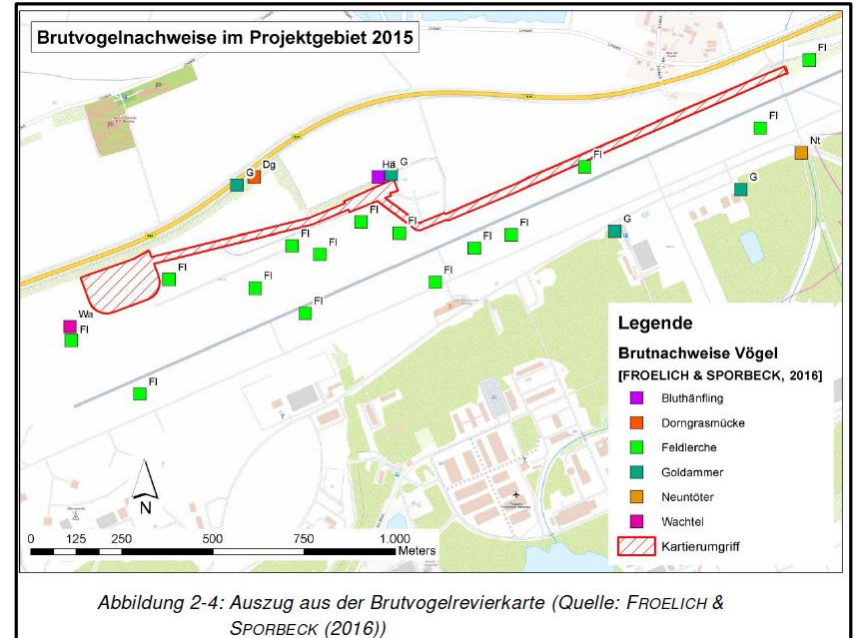 Brutvogelnachweise im Projektgebiet 2015
Fl
Fl
Nt
G
Dg
Hä
G
Fl
G
Fl
Fl
G
Fl
Fl
Fl
Fl
Fl
Fl
Fl
Fl
Wa
Fl
Fl
N
0 125 250 500 750 1.000
Meters
Legende
Brutnachweise Vögel
[FROELICH & SPORBECK, 2016]
Bluthänfling
Dorngrasmücke
Feldlerche
Goldammer
Neuntöter
Wachtel
Kartierumgriff
Abbildung 2-4: Auszug aus der Brutvogelrevierkarte (Quelle: FROELICH &
SPORBECK (2016))